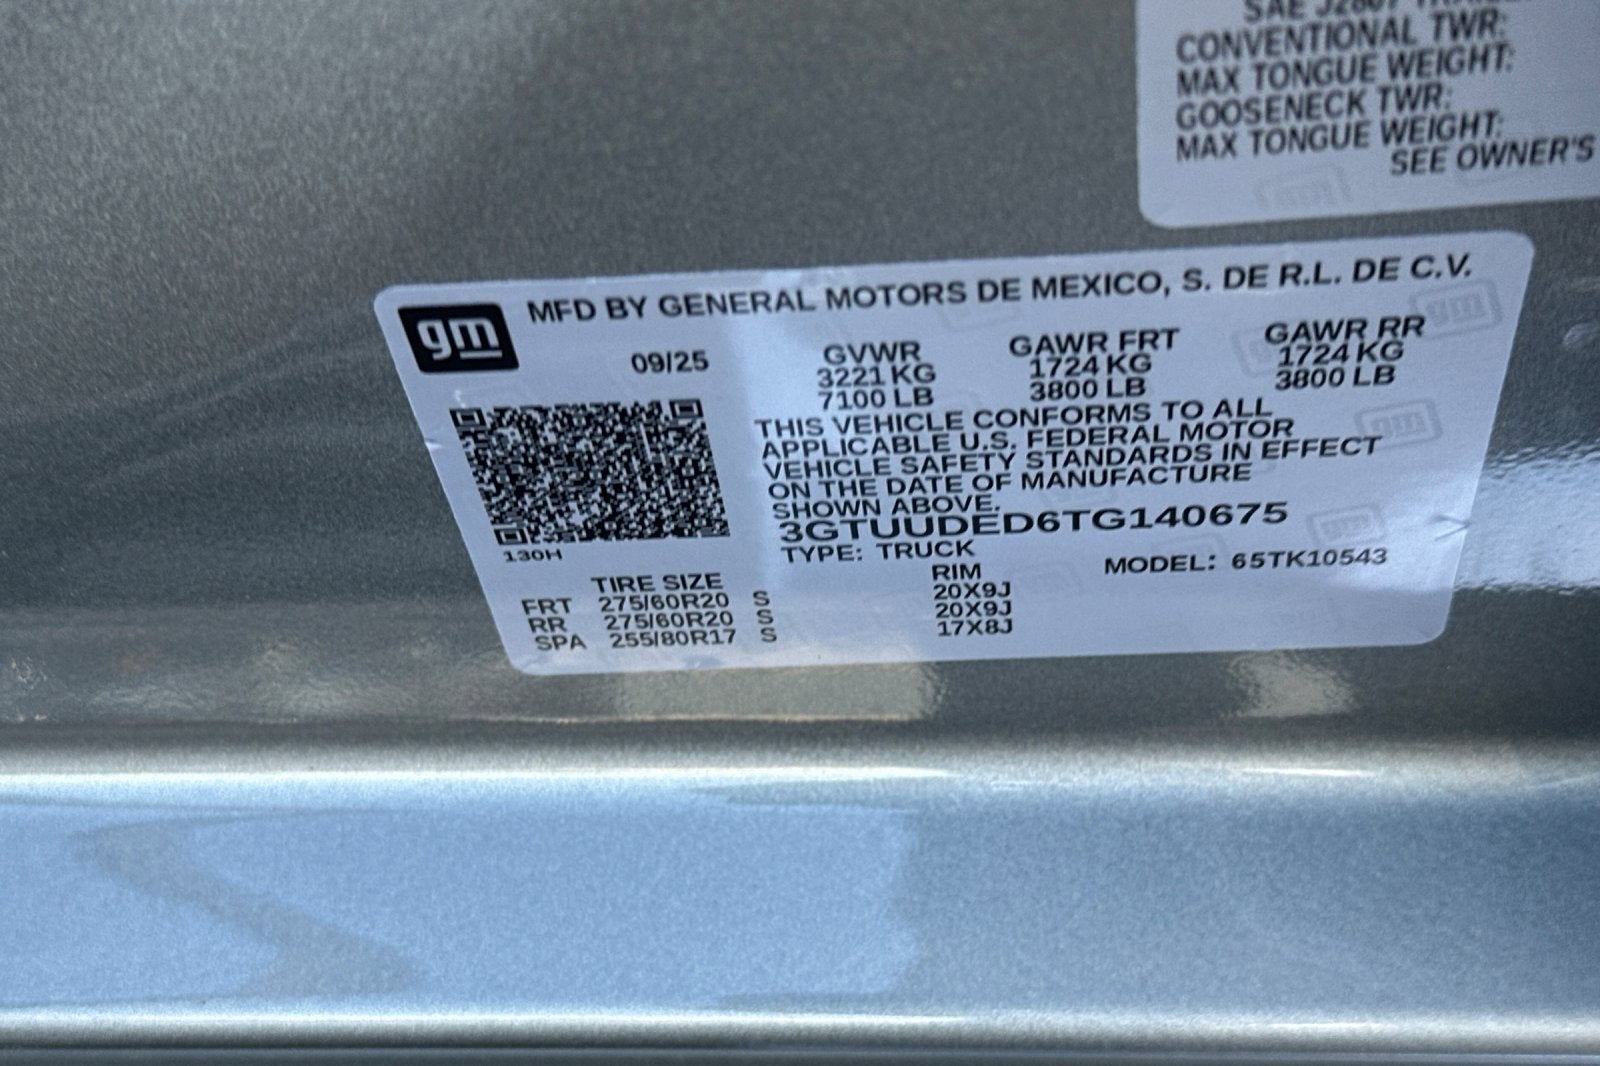 CONVENTIONAL TWR:
MAX TONGUE WEIGHT:
GOOSENECK TWR:
MAX TONGUE WEIGHT:
SEE OWNER'S
gm
MFD BY GENERAL MOTORS DE MEXICO, S. DE R.L. DE C.V.
09/25
GVWR GAWR FRT GAWR RR
3221 KG 1724 KG 1724 KG
7100 LB 3800 LB 3800 LB
THIS VEHICLE CONFORMS TO ALL
APPLICABLE U.S. FEDERAL MOTOR
VEHICLE SAFETY STANDARDS IN EFFECT
ON THE DATE OF MANUFACTURE
SHOWN ABOVE.
3GTUUDED6TG140675
130H
TYPE: TRUCK MODEL: 65TK10543
TIRE SIZE RIM
FRT 275/60R20 S 20X9J
RR 275/60R20 S 20X9J
SPA 255/80R17 S 17X8J